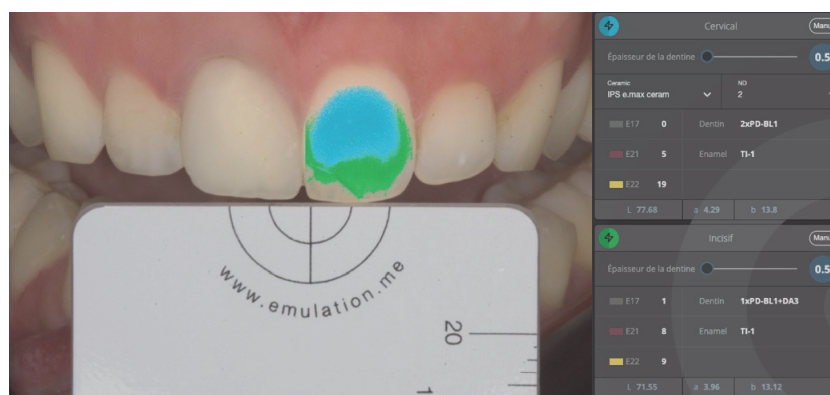 www.emulation.me
20
1
Cervical
Épaisseur de la dentine
0.5
Ceramic
ND
IPS e.max ceram
2
E17 0 Dentin 2xPD-BL1
E21 5 Enamel TI-1
E22 19
L 77.68 a 4.29 b 13.8
Incisif
Épaisseur de la dentine
0.5
E17 1 Dentin 1xPD-BL1+DA3
E21 8 Enamel TI-1
E22 9
L 71.55 a 3.96 b 13.12